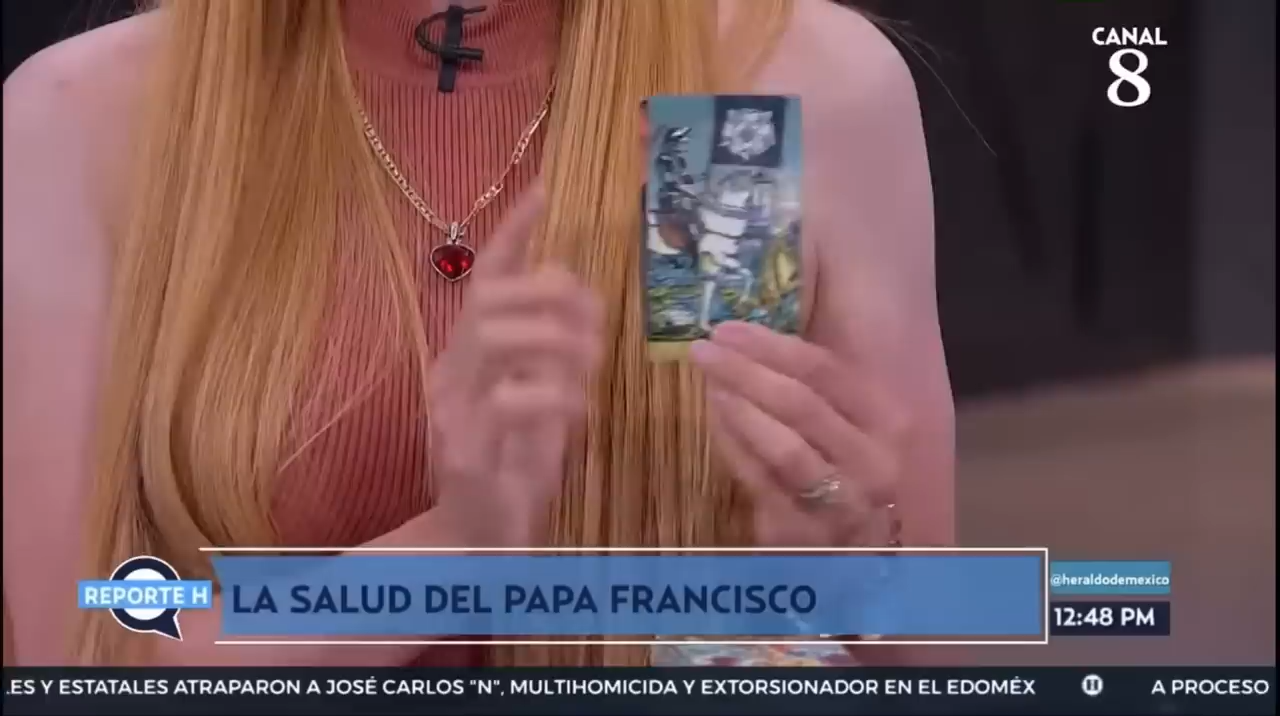 CANAL
8
REPORTE H
LA SALUD DEL PAPA FRANCISCO
@heraldodemexico
12:48 PM
.ES Y ESTATALES ATRAPARON A JOSÉ CARLOS "N", MULTIHOMICIDA Y EXTORSIONADOR EN EL EDOMÉX
A PROCESO